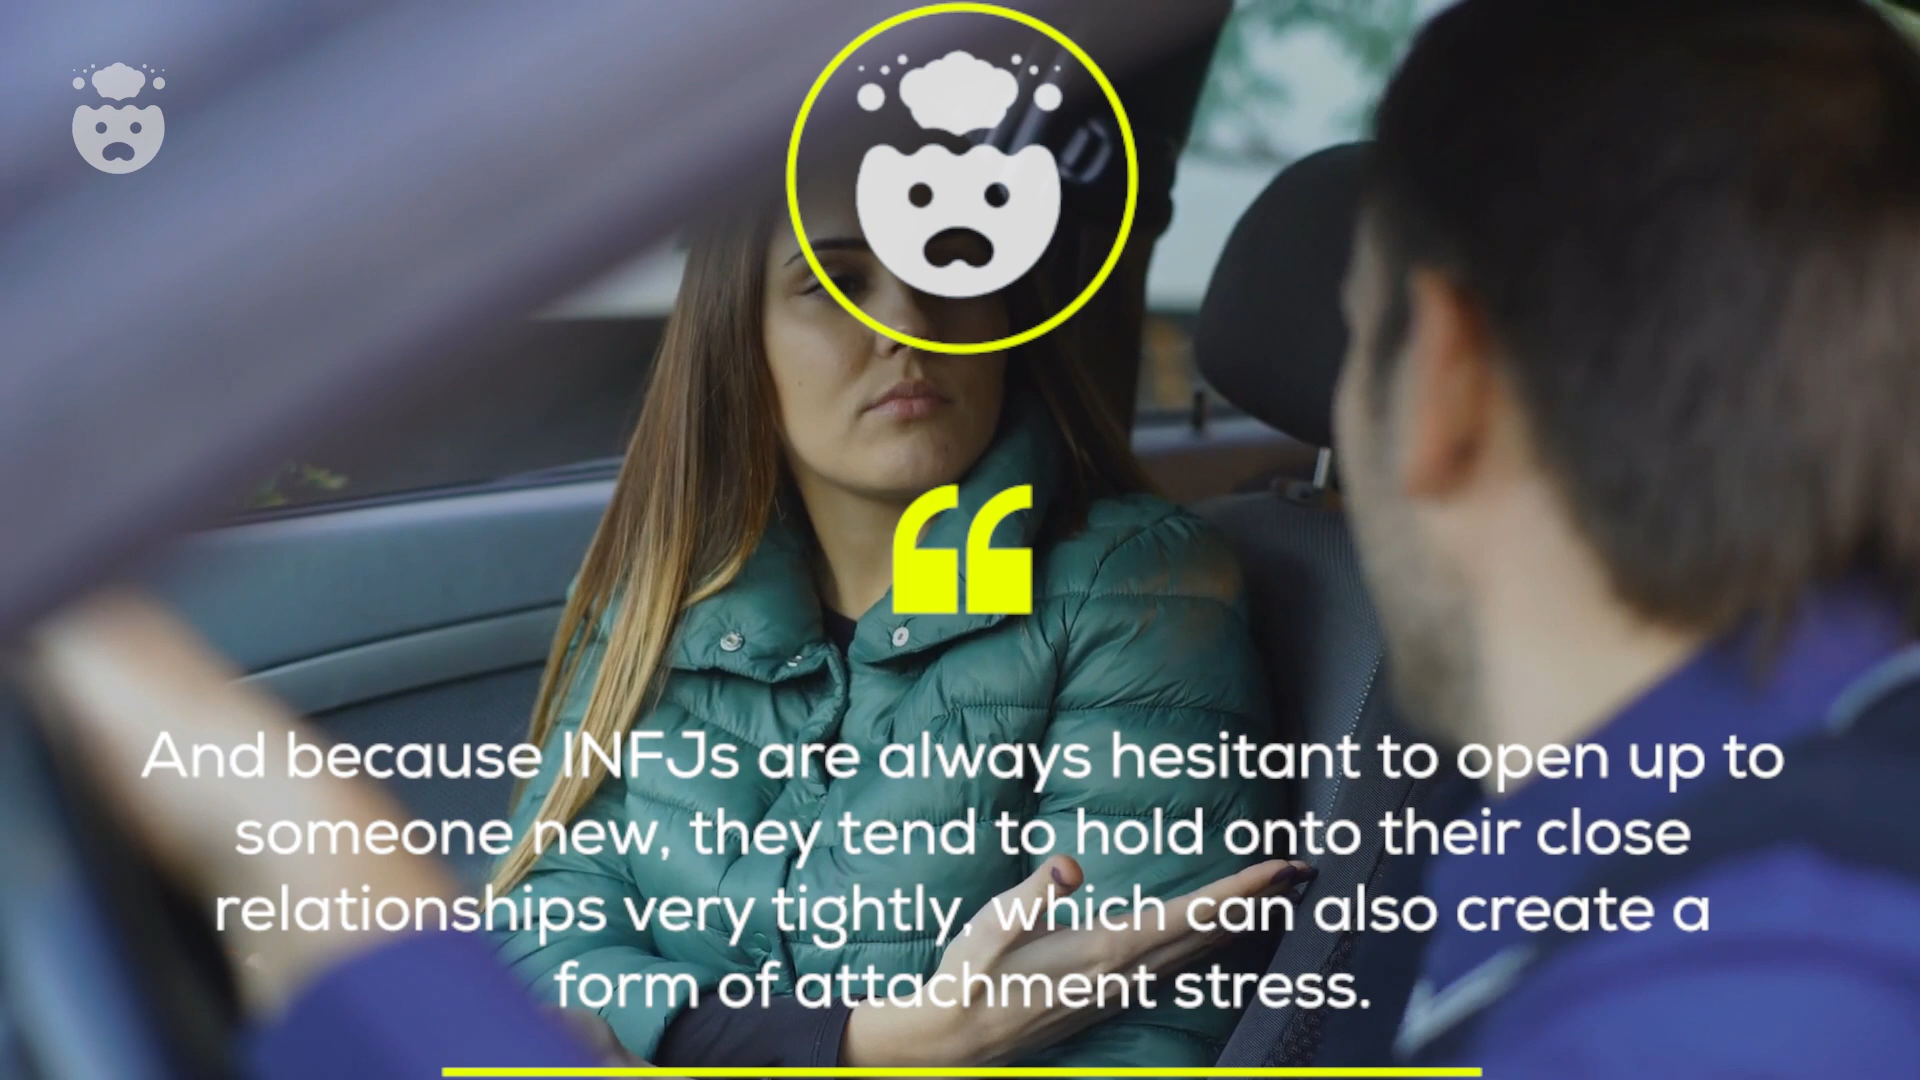 And because INFJs are always hesitant to open up to
someone new, they tend to hold onto their close
relationships very tightly, which can also create a
form of attachment stress.